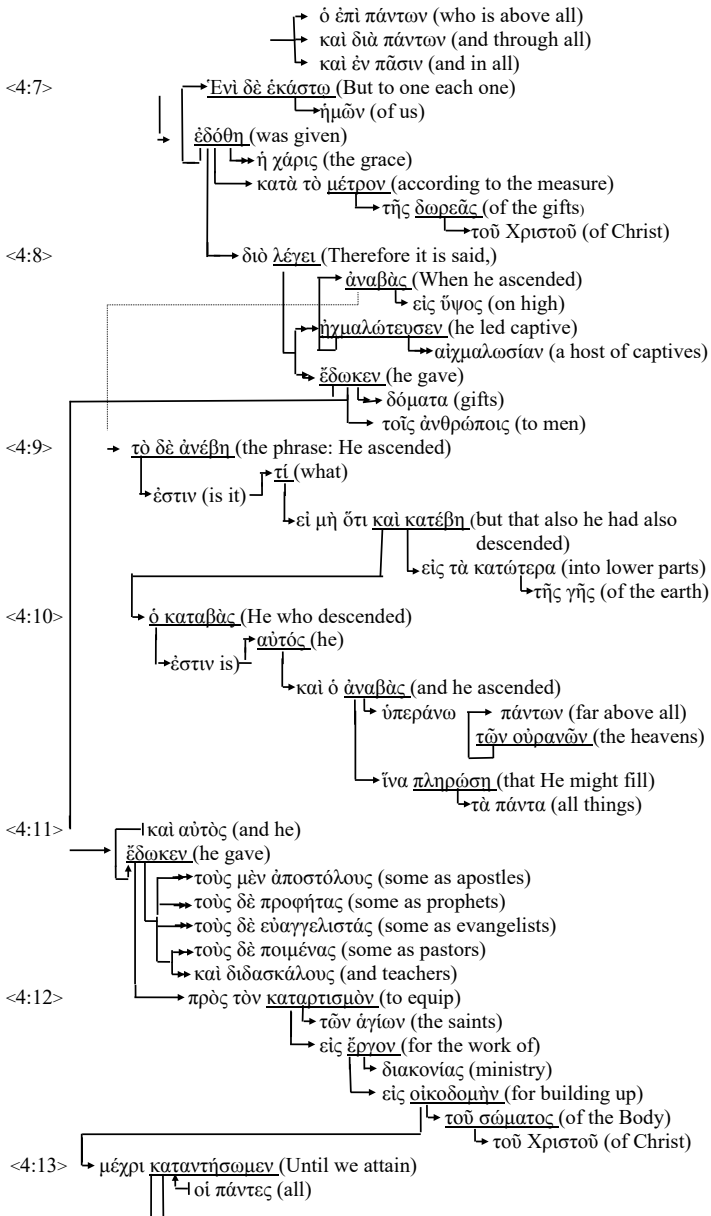 ὁ ἐπὶ πάντων (who is above all)
καὶ διὰ πάντων (and through all)
καὶ ἐν πᾶσιν (and in all)
<4:7> Ἑνὶ δὲ ἑκάστῳ (But to one each one)
ἡμῶν (of us)
ἐδόθη (was given)
ἡ χάρις (the grace)
κατὰ τὸ μέτρον (according to the measure)
τῆς δωρεᾶς (of the gifts)
τοῦ Χριστοῦ (of Christ)
<4:8> διὸ λέγει (Therefore it is said,)
ἀναβὰς (When he ascended)
εἰς ὕψος (on high)
ᾐχμαλώτευσεν (he led captive)
αἰχμαλωσίαν (a host of captives)
ἔδωκεν (he gave)
δόματα (gifts)
τοῖς ἀνθρώποις (to men)
<4:9> τὸ δὲ ἀνέβη (the phrase: He ascended)
τί (what)
ἐστιν (is it)
εἰ μὴ ὅτι καὶ κατέβη (but that also he had also
descended)
εἰς τὰ κατώτερα (into lower parts)
τῆς γῆς (of the earth)
<4:10> ὁ καταβὰς (He who descended)
αὐτός (he)
ἐστιν is)
καὶ ὁ ἀναβὰς (and he ascended)
ὑπεράνω πάντων (far above all)
τῶν οὐρανῶν (the heavens)
ἵνα πληρώσῃ (that He might fill)
τὰ πάντα (all things)
<4:11> καὶ αὐτὸς (and he)
ἔδωκεν (he gave)
τοὺς μὲν ἀποστόλους (some as apostles)
τοὺς δὲ προφήτας (some as prophets)
τοὺς δὲ εὐαγγελιστάς (some as evangelists)
τοὺς δὲ ποιμένας (some as pastors)
καὶ διδασκάλους (and teachers)
<4:12> πρὸς τὸν καταρτισμὸν (to equip)
τῶν ἁγίων (the saints)
εἰς ἔργον (for the work of)
διακονίας (ministry)
εἰς οἰκοδομὴν (for building up)
τοῦ σώματος (of the Body)
τοῦ Χριστοῦ (of Christ)
<4:13> μέχρι καταντήσωμεν (Until we attain)
οἱ πάντες (all)